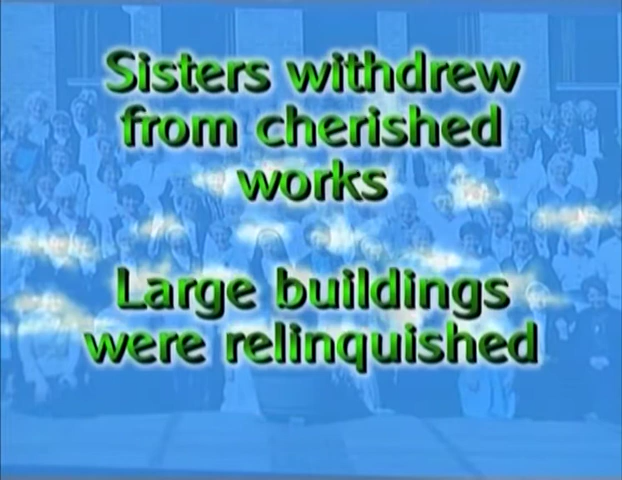 Sisters withdrew
from cherished
works
Large buildings
were relinquished